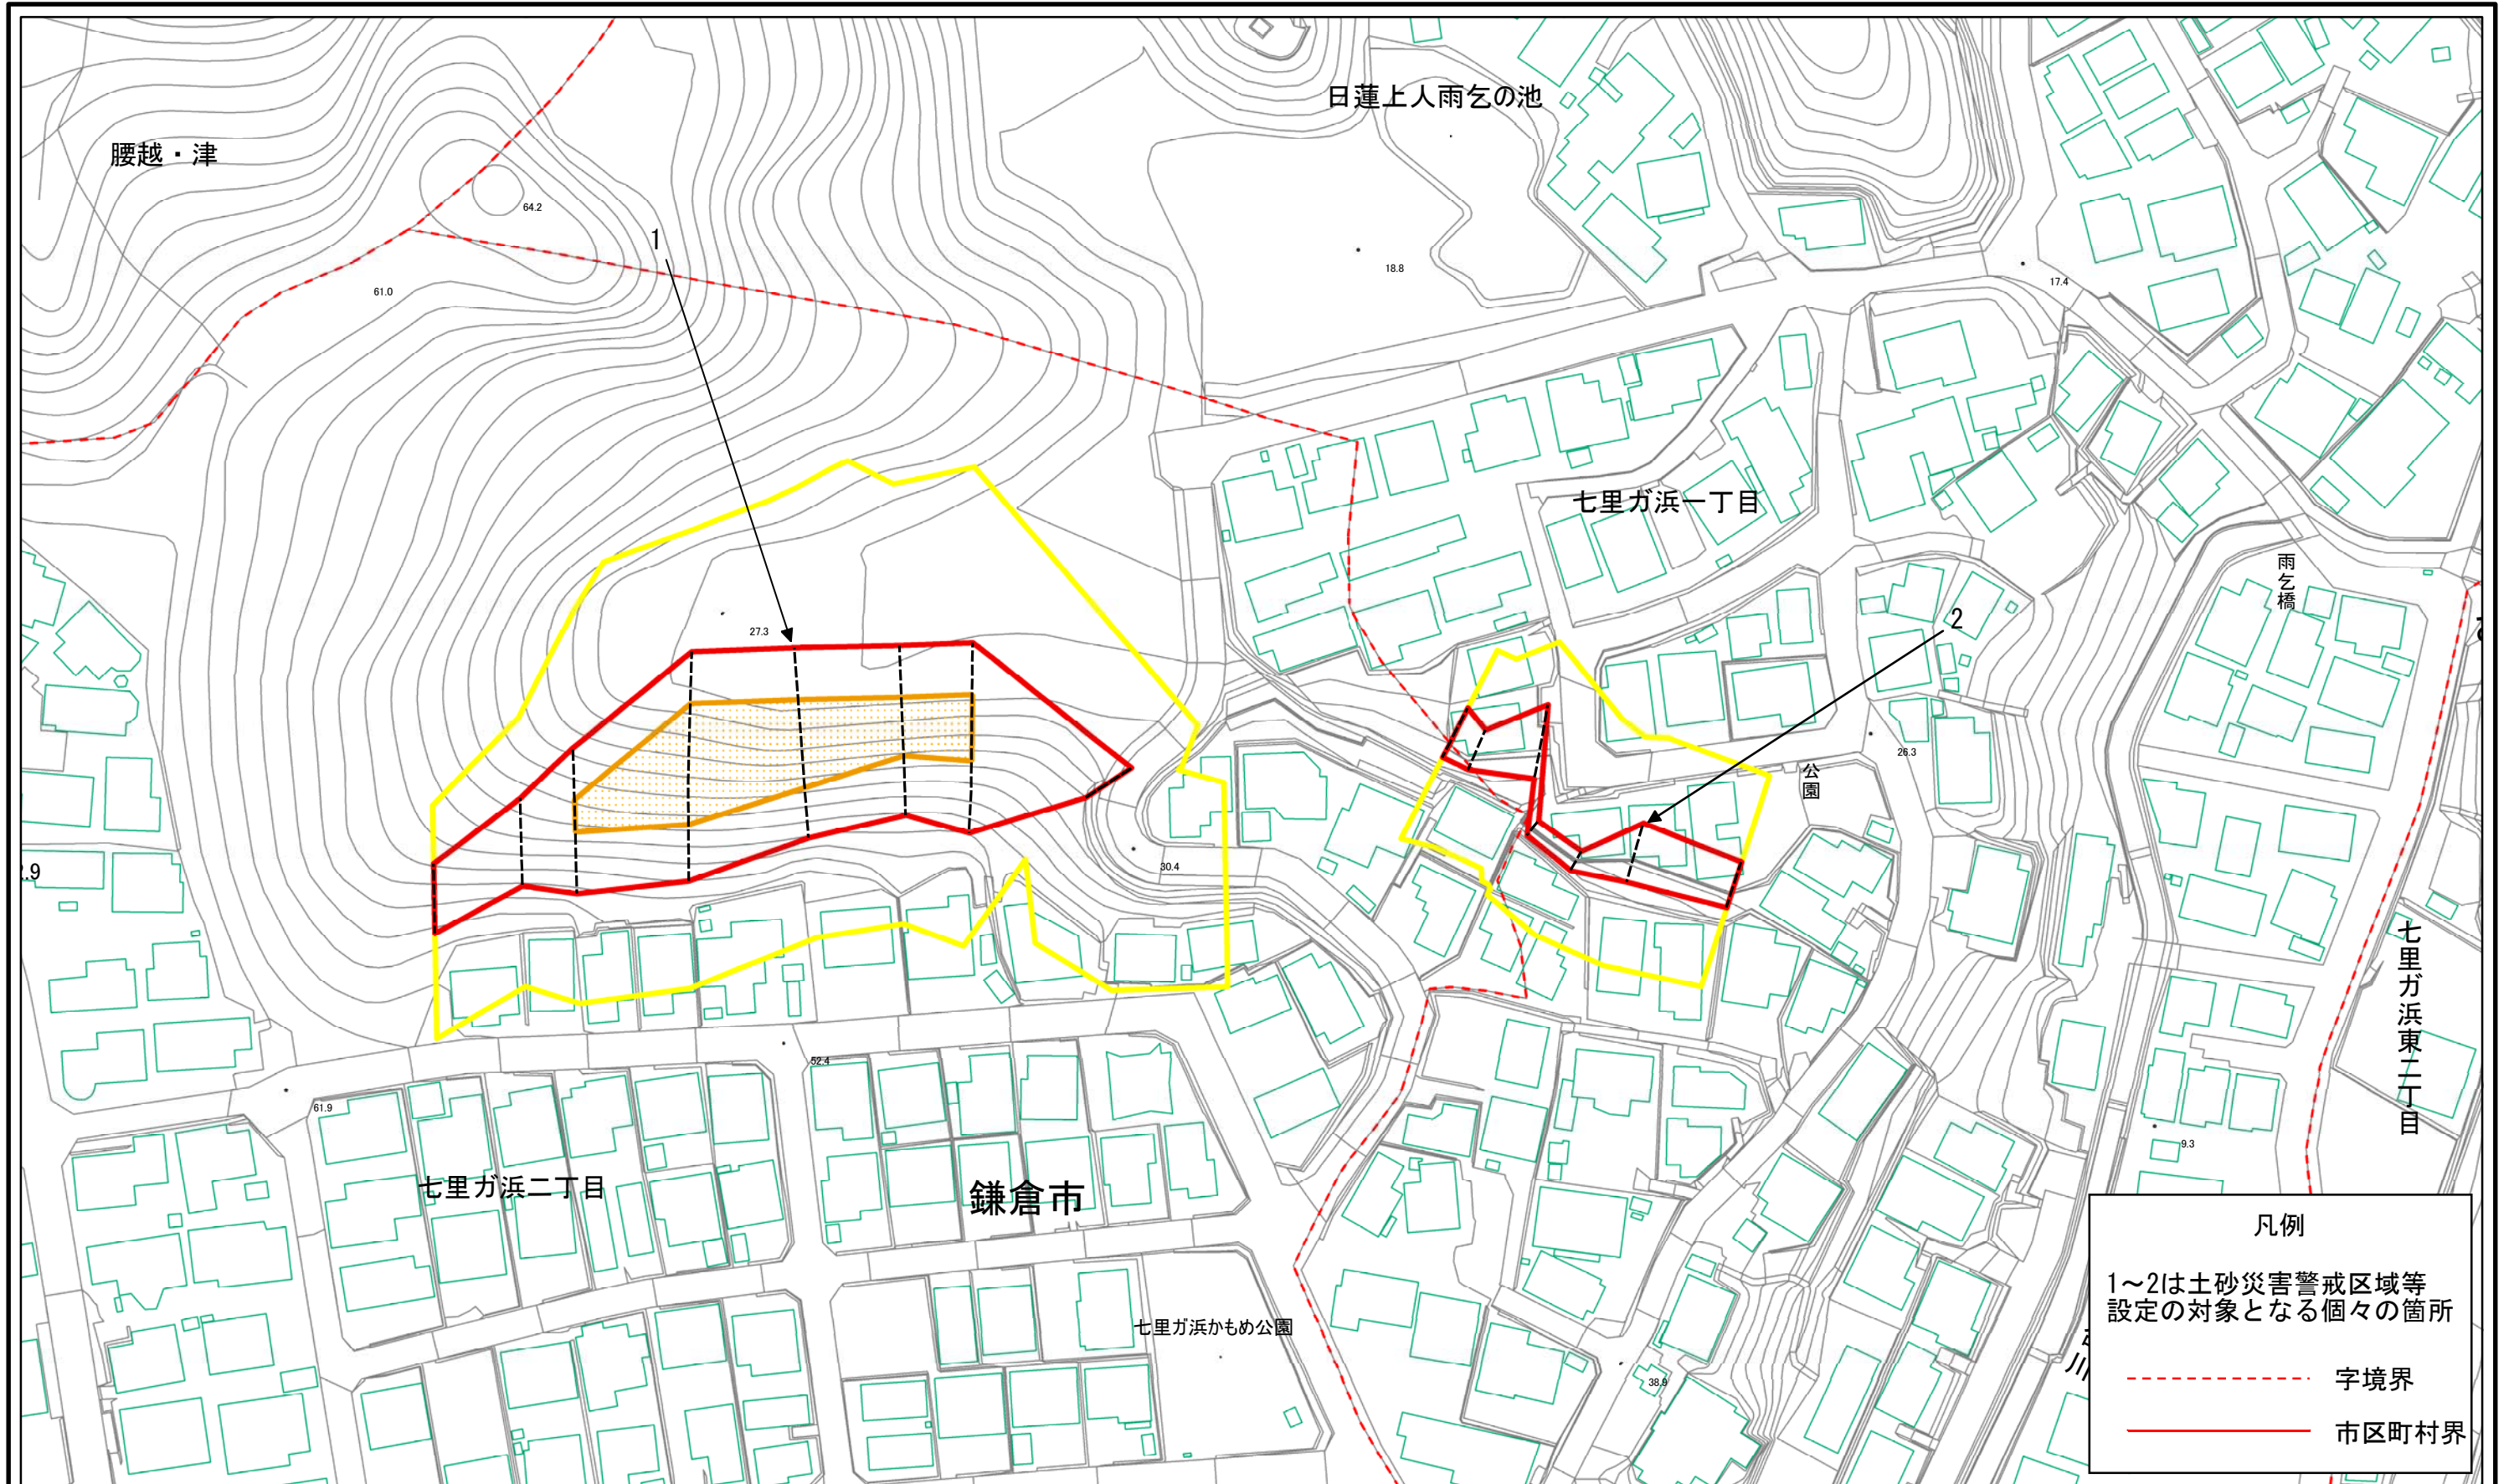 日蓮上人雨乞の池
腰越・津
64.2
1
18.8
17.4
61.0
七里ガ浜一丁目
雨乞橋
27.3
2
26.3
公園
30.4
2.9
七里ガ浜東二丁目
52.4
61.9
9.3
七里ガ浜二丁目
鎌倉市
七里ガ浜かもめ公園
38.9
川
凡例
1～2は土砂災害警戒区域等
設定の対象となる個々の箇所
字境界
市区町村界